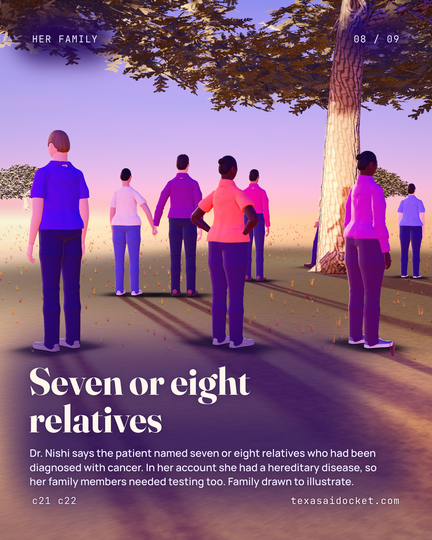 HER FAMILY
08 / 09
Seven or eight
relatives
Dr. Nishi says the patient named seven or eight relatives who had been
diagnosed with cancer. In her account she had a hereditary disease, so
her family members needed testing too. Family drawn to illustrate.
c21 c22
texasaidocket.com